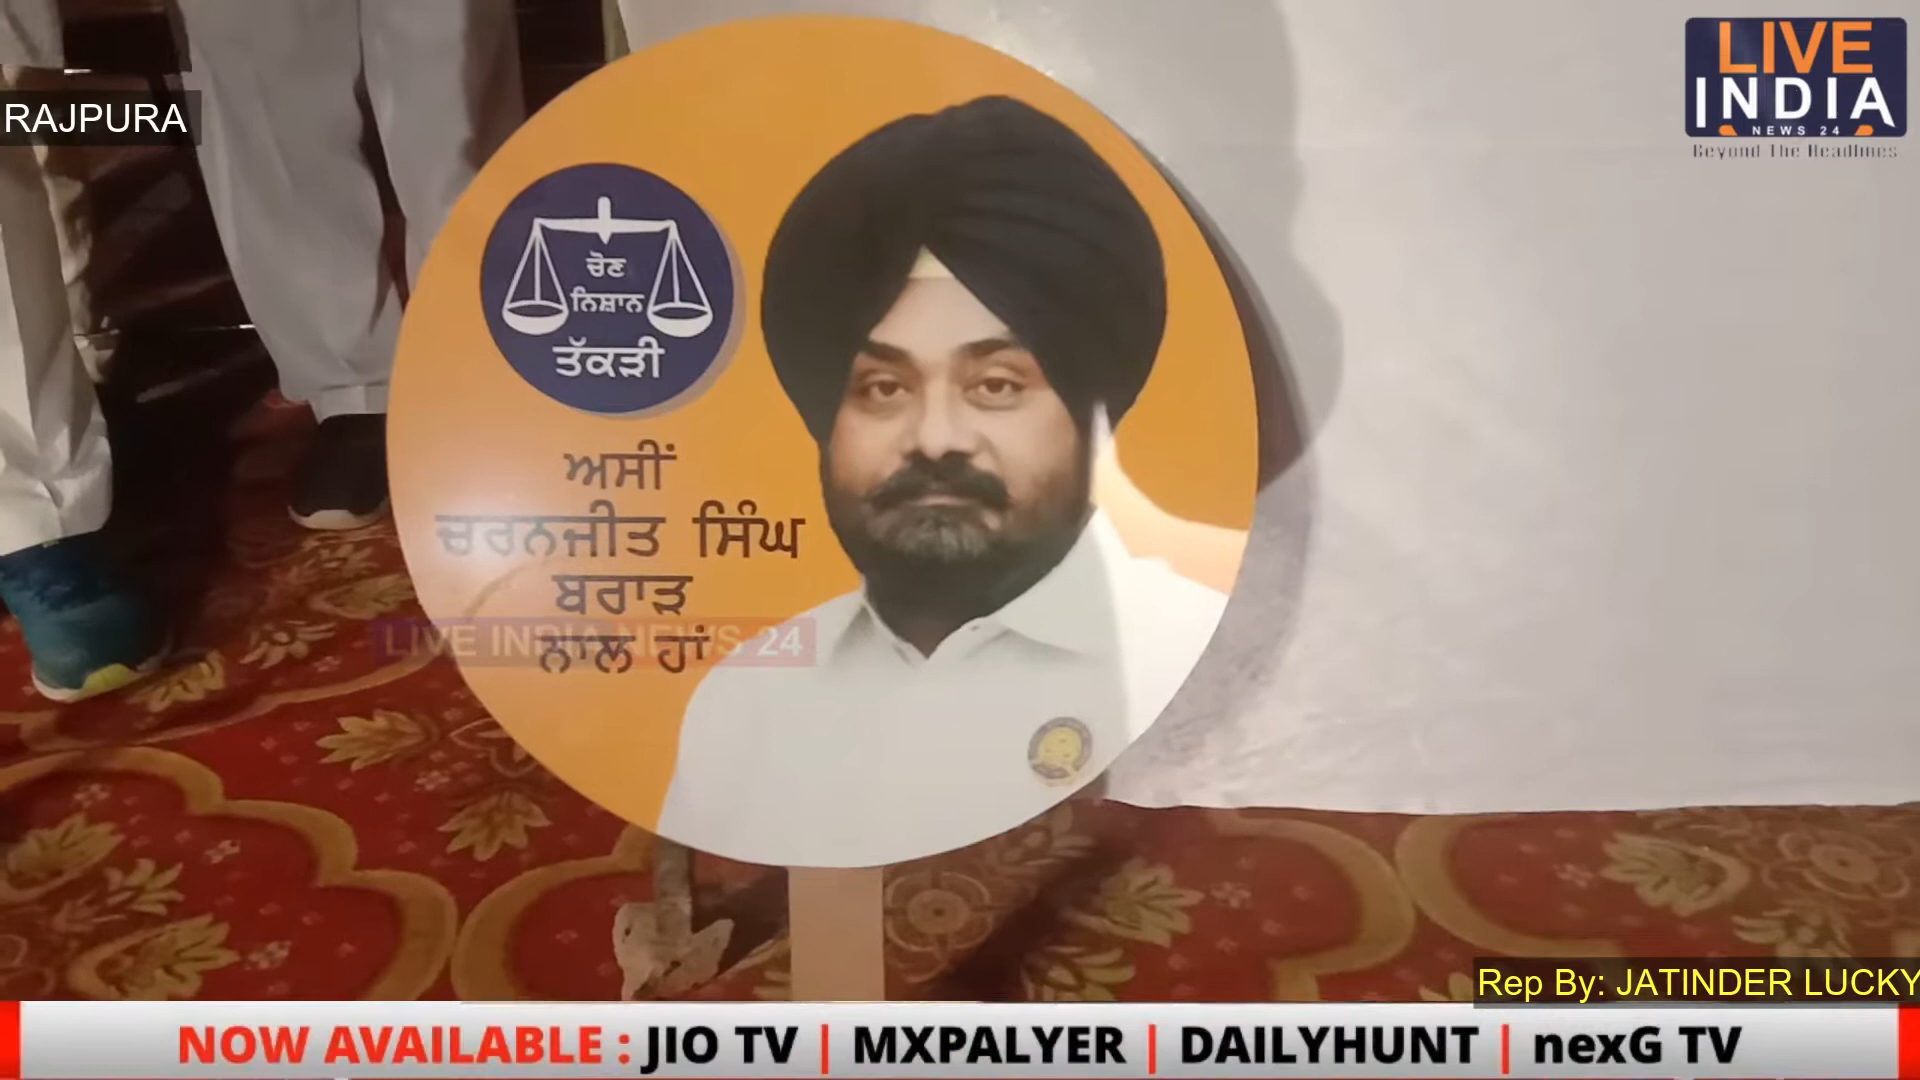 RAJPURA
LIVE
INDIA
NEWS 24
Beyond The Headlines
ਚੋਣ
ਨਿਸ਼ਾਨ
ਤੱਕੜੀ
ਅਸੀਂ
ਚਰਨਜੀਤ ਸਿੰਘ
ਬਰਾੜ
ਨਾਲ ਹਾਂ
LIVE INDIA NEWS 24
Rep By: JATINDER LUCKY
NOW AVAILABLE : JIO TV | MXPALYER | DAILYHUNT | nexG TV